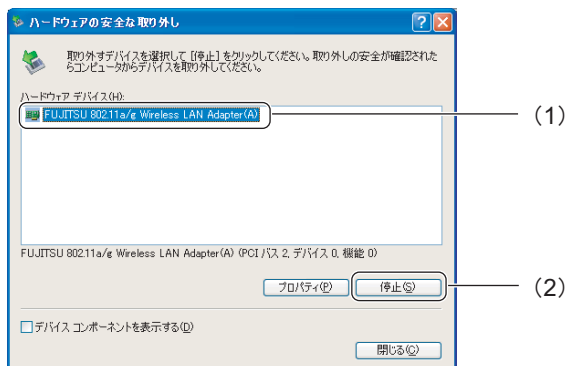 ハードウェアの安全な取り外し
取り外すデバイスを選択して [停止] をクリックしてください。取り外しの安全が確認された
らコンピュータからデバイスを取り外してください。
ハードウェア デバイス(H):
FUJITSU 802.11a/g Wireless LAN Adapter(A)
(1)
FUJITSU 802.11a/g Wireless LAN Adapter(A) (PCI バス 2, デバイス 0, 機能 0)
プロパティ(P)
停止(S)
(2)
デバイス コンポーネントを表示する(D)
閉じる(C)